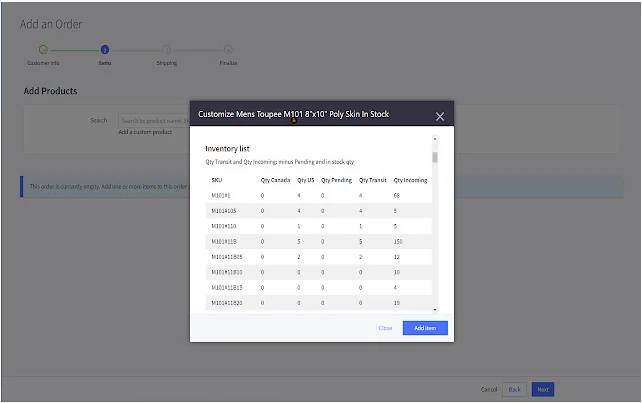 Add an Order
Customer Info
Items
Shipping
Finalize
Add Products
Search
Search by product name, SK
Add a custom product
This order is currently empty. Add one or more items to this order
Customize Mens Toupee M101 8"x10" Poly Skin In Stock
Inventory list
Qty Transit and Qty Incoming: minus Pending and in stock qty
SKU Qty Canada Qty US Qty Pending Qty Transit Qty Incoming
M101#1 0 4 0 4 68
M101#105 0 4 0 4 5
M101#110 0 1 0 1 5
M101#1B 0 5 0 5 150
M101#1B05 0 2 0 2 12
M101#1B10 0 0 0 0 10
M101#1B15 0 0 0 0 4
M101#1B20 0 0 0 0 19
Close
Add item
Cancel
Back
Next